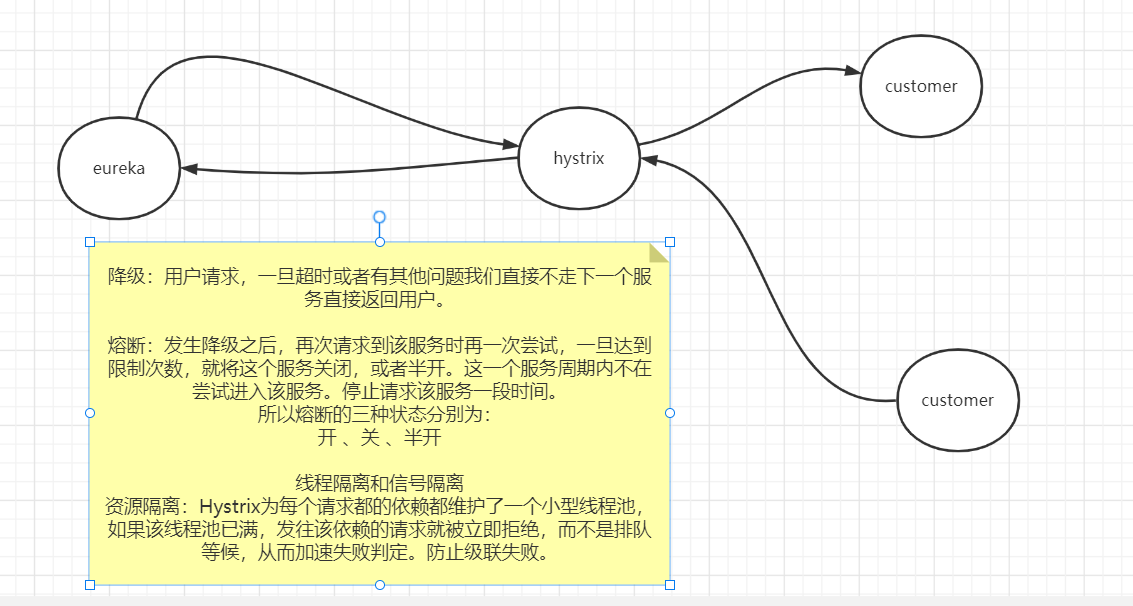 customer
eureka
hystrix
降级：用户请求，一旦超时或者有其他问题我们直接不走下一个服
务直接返回用户。
熔断：发生降级之后，再次请求到该服务时再一次尝试，一旦达到
限制次数，就将这个服务关闭，或者半开。这一个服务周期内不在
尝试进入该服务。停止请求该服务一段时间。
所以熔断的三种状态分别为：
开 、关 、半开
线程隔离和信号隔离
资源隔离：Hystrix为每个请求都的依赖都维护了一个小型线程池，
如果该线程池已满，发往该依赖的请求就被立即拒绝，而不是排队
等候，从而加速失败判定。防止级联失败。
customer